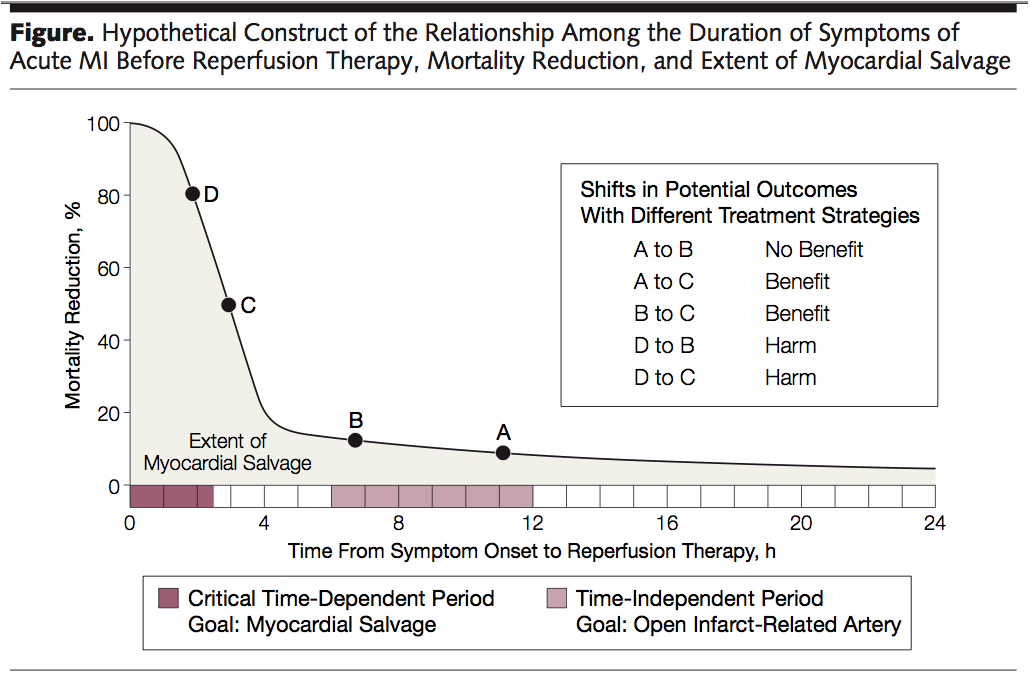 Figure. Hypothetical Construct of the Relationship Among the Duration of Symptoms of
Acute MI Before Reperfusion Therapy, Mortality Reduction, and Extent of Myocardial Salvage
100
80
60
40
20
0
Mortality Reduction, %
D
C
B
A
Extent of
Myocardial Salvage
Shifts in Potential Outcomes
With Different Treatment Strategies
A to B No Benefit
A to C Benefit
B to C Benefit
D to B Harm
D to C Harm
0 4 8 12 16 20 24
Time From Symptom Onset to Reperfusion Therapy, h
Critical Time-Dependent Period
Goal: Myocardial Salvage
Time-Independent Period
Goal: Open Infarct-Related Artery